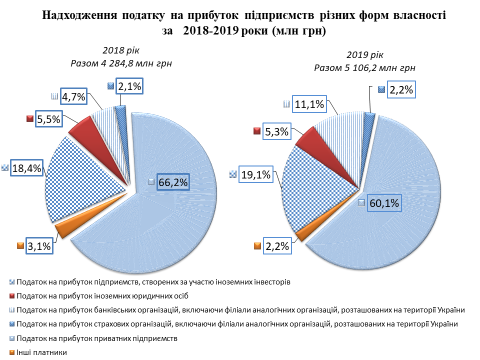 Надходження податку на прибуток підприємств різних форм власності
за 2018-2019 роки (млн грн)
2018 рік
Разом 4 284,8 млн грн
2,1%
4,7%
5,5%
18,4%
66,2%
3,1%
2019 рік
Разом 5 106,2 млн грн
2,2%
11,1%
5,3%
19,1%
60,1%
2,2%
Податок на прибуток підприємств, створених за участю іноземних інвесторів
Податок на прибуток іноземних юридичних осіб
Податок на прибуток банківських організацій, включаючи філіали аналогічних організацій, розташованих на території України
Податок на прибуток страхових організацій, включаючи філіали аналогічних організацій, розташованих на території України
Податок на прибуток приватних підприємств
Інші платники